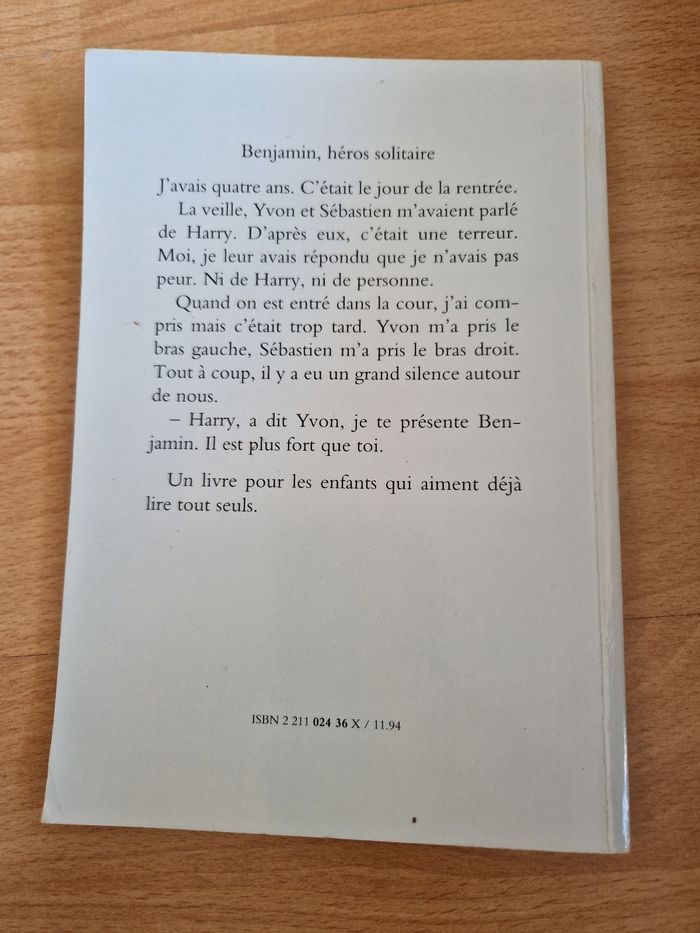 Benjamin, héros solitaire
J'avais quatre ans. C'était le jour de la rentrée.
La veille, Yvon et Sébastien m'avaient parlé
de Harry. D'après eux, c'était une terreur.
Moi, je leur avais répondu que je n'avais pas
peur. Ni de Harry, ni de personne.
Quand on est entré dans la cour, j'ai com-
pris mais c'était trop tard. Yvon m'a pris le
bras gauche, Sébastien m'a pris le bras droit.
Tout à coup, il y a eu un grand silence autour
de nous.
– Harry, a dit Yvon, je te présente Ben-
jamin. Il est plus fort que toi.
Un livre pour les enfants qui aiment déjà
lire tout seuls.
ISBN 2 211 024 36 X / 11.94